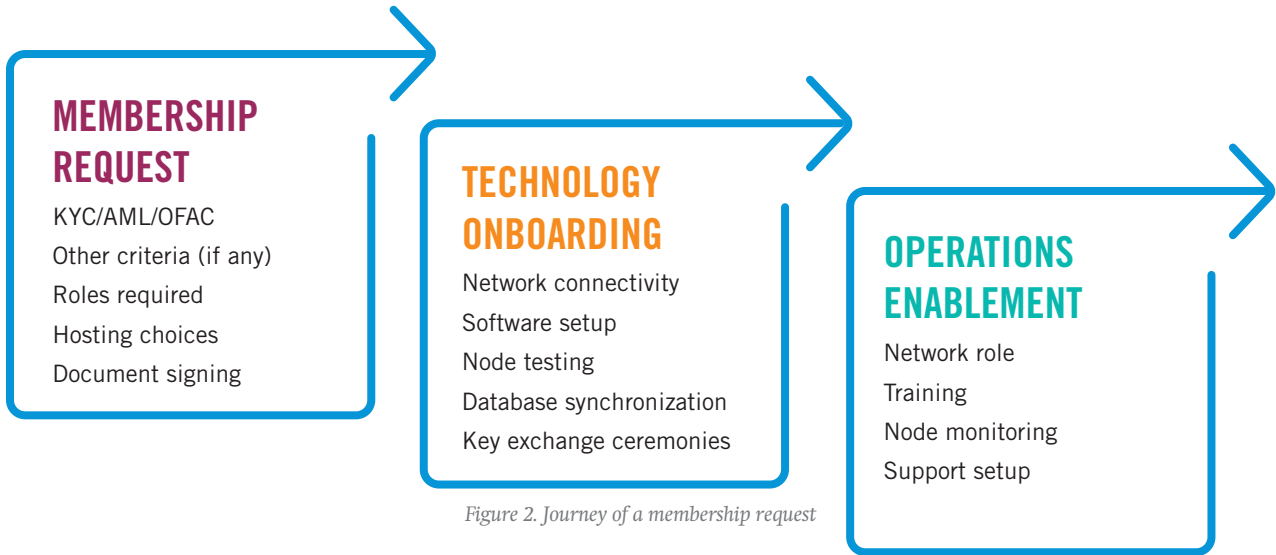 MEMBERSHIP
REQUEST
KYC/AML/OFAC
Other criteria (if any)
Roles required
Hosting choices
Document signing
TECHNOLOGY
ONBOARDING
Network connectivity
Software setup
Node testing
Database synchronization
Key exchange ceremonies
OPERATIONS
ENABLEMENT
Network role
Training
Node monitoring
Support setup
Figure 2. Journey of a membership request